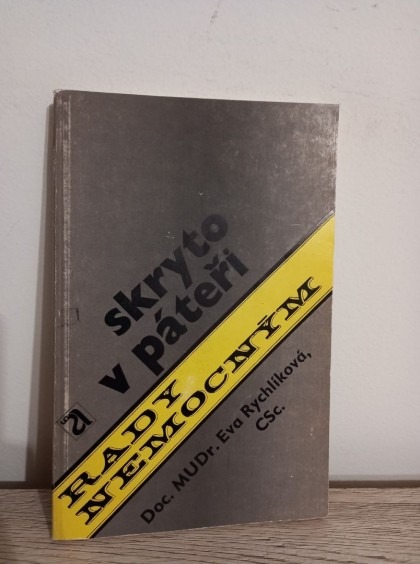 skryto
v páteři
RADY
NEMOCNÝM
Doc. MUDr. Eva Rychlíková,
CSc.